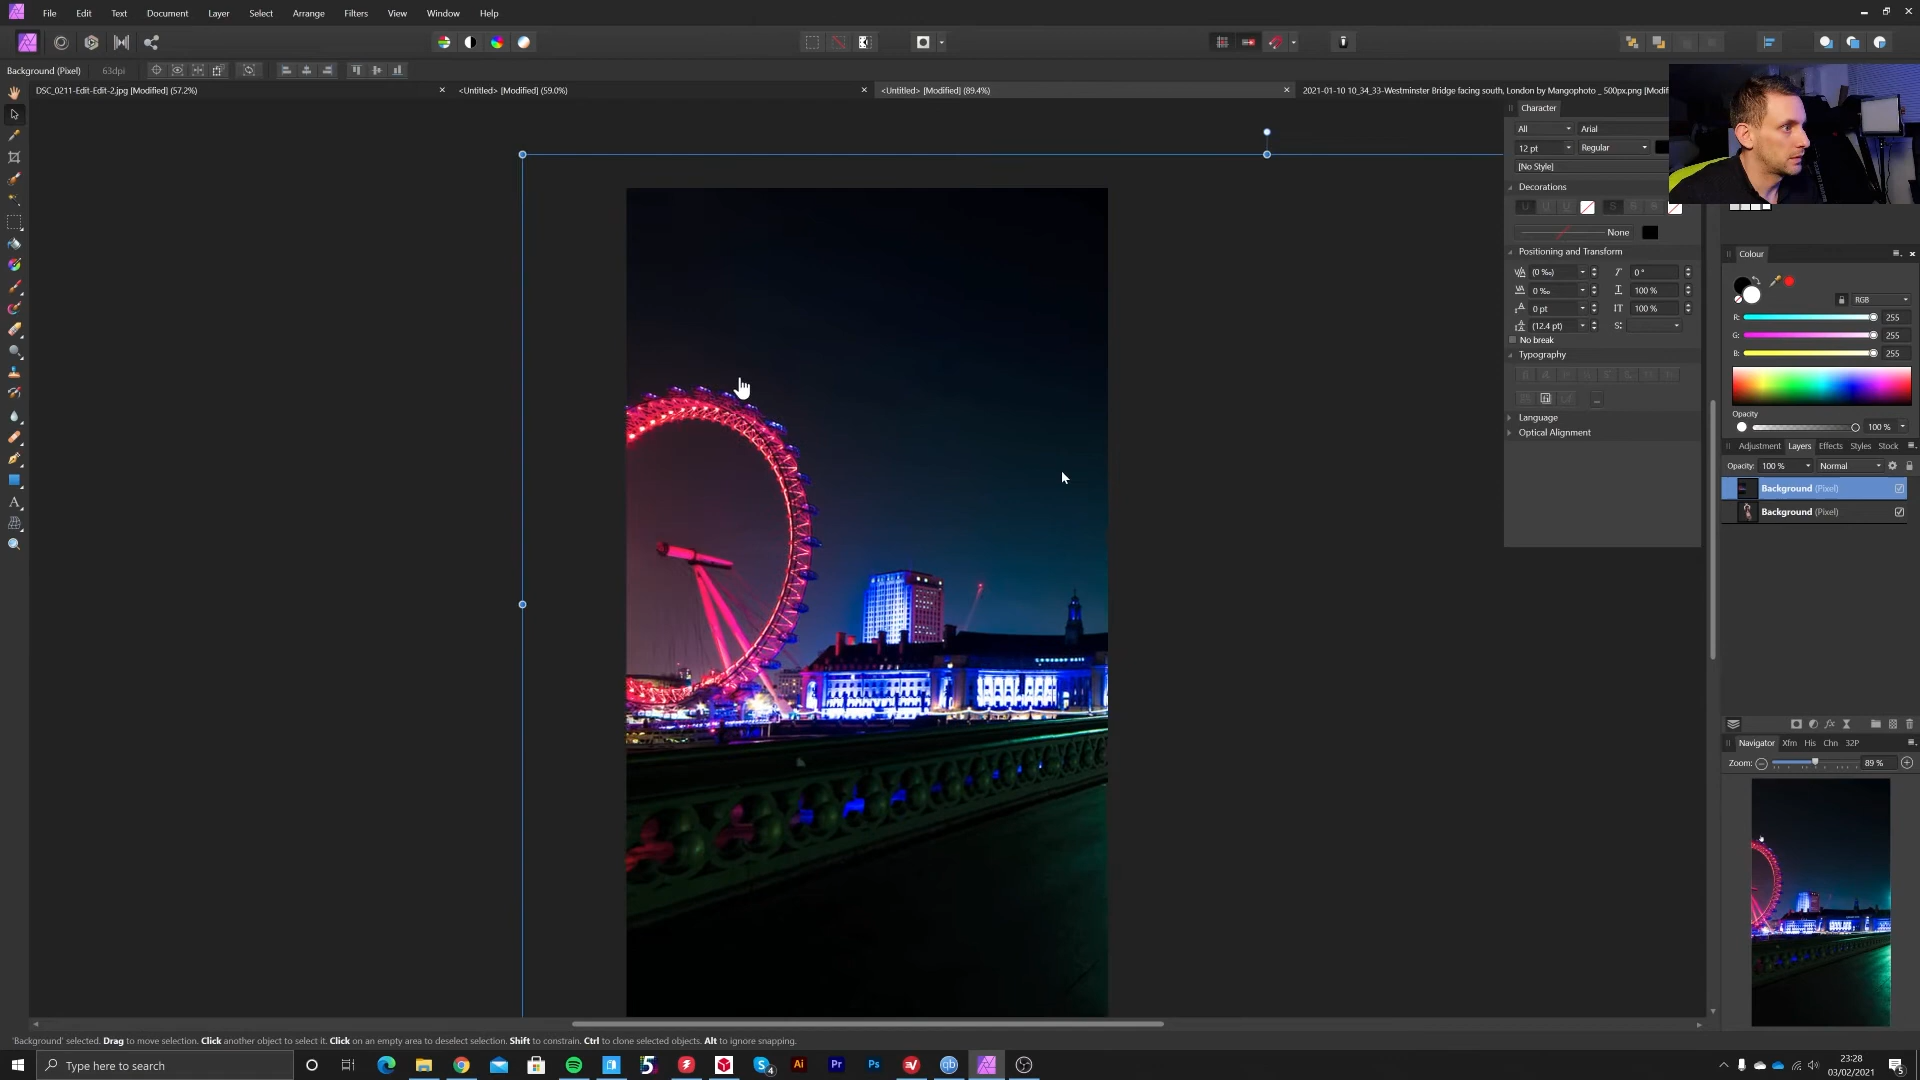 File Edit Text Document Layer Select Arrange Filters View Window Help
Background (Pixel) 63dpi
DSC_0211-Edit-Edit-2.jpg [Modified] (57.2%)
<Untitled> [Modified] (59.0%)
<Untitled> [Modified] (89.4%)
2021-01-10 10_34_33-Westminster Bridge facing south, London by Mangophoto _ 500px.png [Modifi
Character
All Arial
12 pt Regular
[No Style]
Decorations
None
Positioning and Transform
(0 ‰) 0 °
0 ‰ 100 %
0 pt 100 %
(12.4 pt)
No break
Typography
Language
Optical Alignment
Colour
RGB
R: 255
G: 255
B: 255
Opacity
100 %
Adjustment Layers Effects Styles Stock
Opacity: 100 % Normal
Background (Pixel)
Background (Pixel)
Navigator Xfm His Chn 32P
Zoom: 89 %
'Background' selected. Drag to move selection. Click another object to select it. Click on an empty area to deselect selection. Shift to constrain. Ctrl to clone selected objects. Alt to ignore snapping.
Type here to search
Ai Pr Ps
23:28
03/02/2021